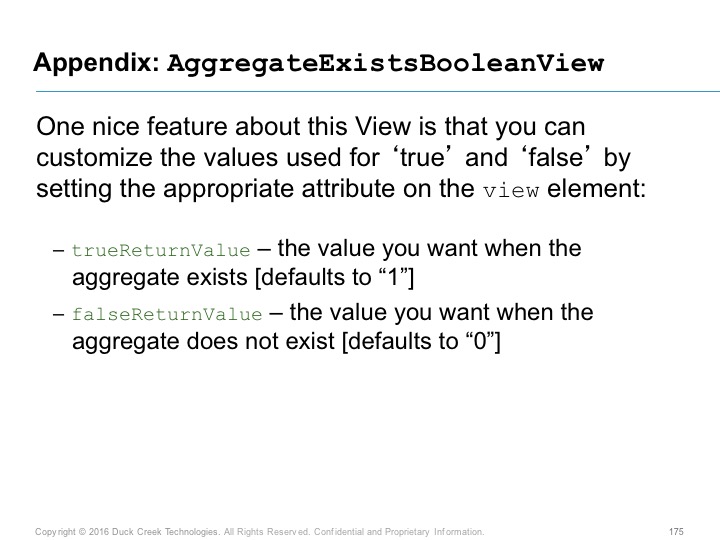 Appendix: AggregateExistsBooleanView
One nice feature about this View is that you can
customize the values used for ‘true’ and ‘false’ by
setting the appropriate attribute on the view element:
– trueReturnValue – the value you want when the
aggregate exists [defaults to “1”]
– falseReturnValue – the value you want when the
aggregate does not exist [defaults to “0”]
Copyright © 2016 Duck Creek Technologies. All Rights Reserved. Confidential and Proprietary Information. 175